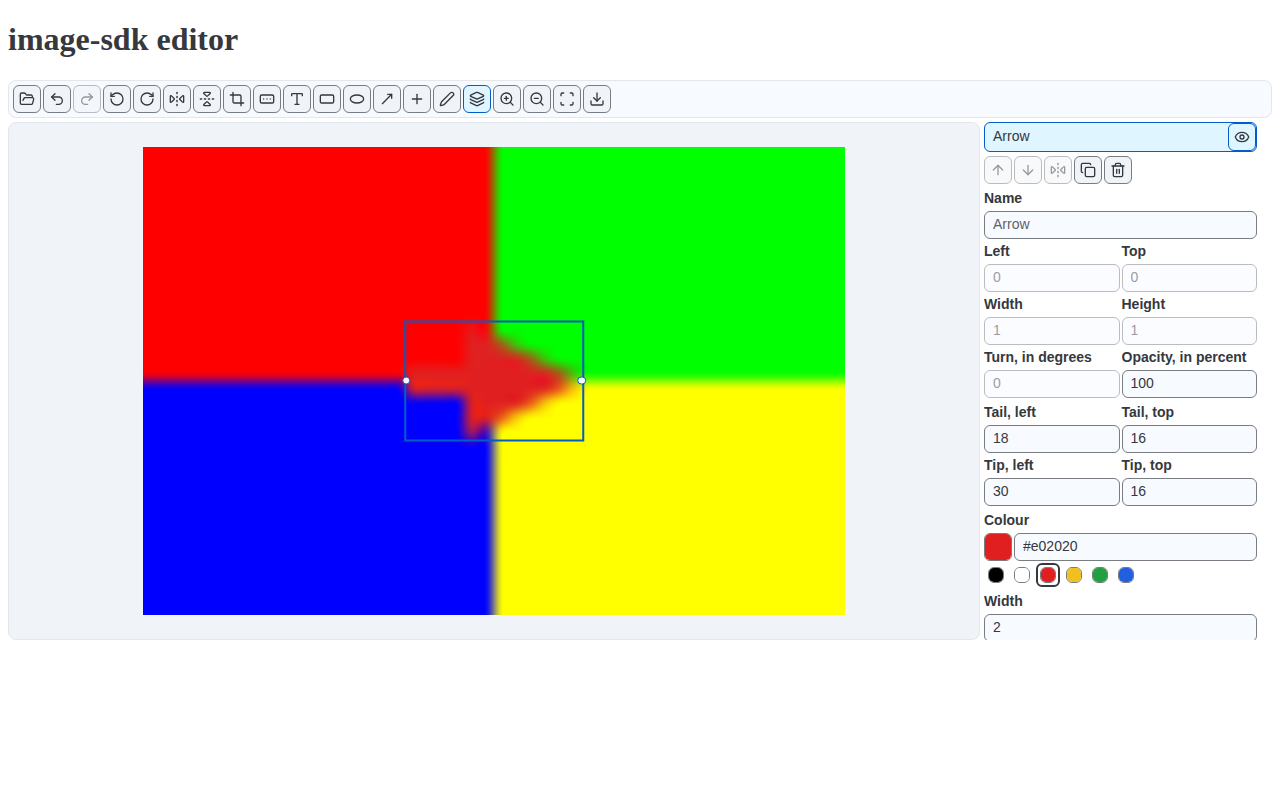 image-sdk editor
Arrow
Name
Arrow
Left Top
0 0
Width Height
1 1
Turn, in degrees Opacity, in percent
0 100
Tail, left Tail, top
18 16
Tip, left Tip, top
30 16
Colour
#e02020
Width
2